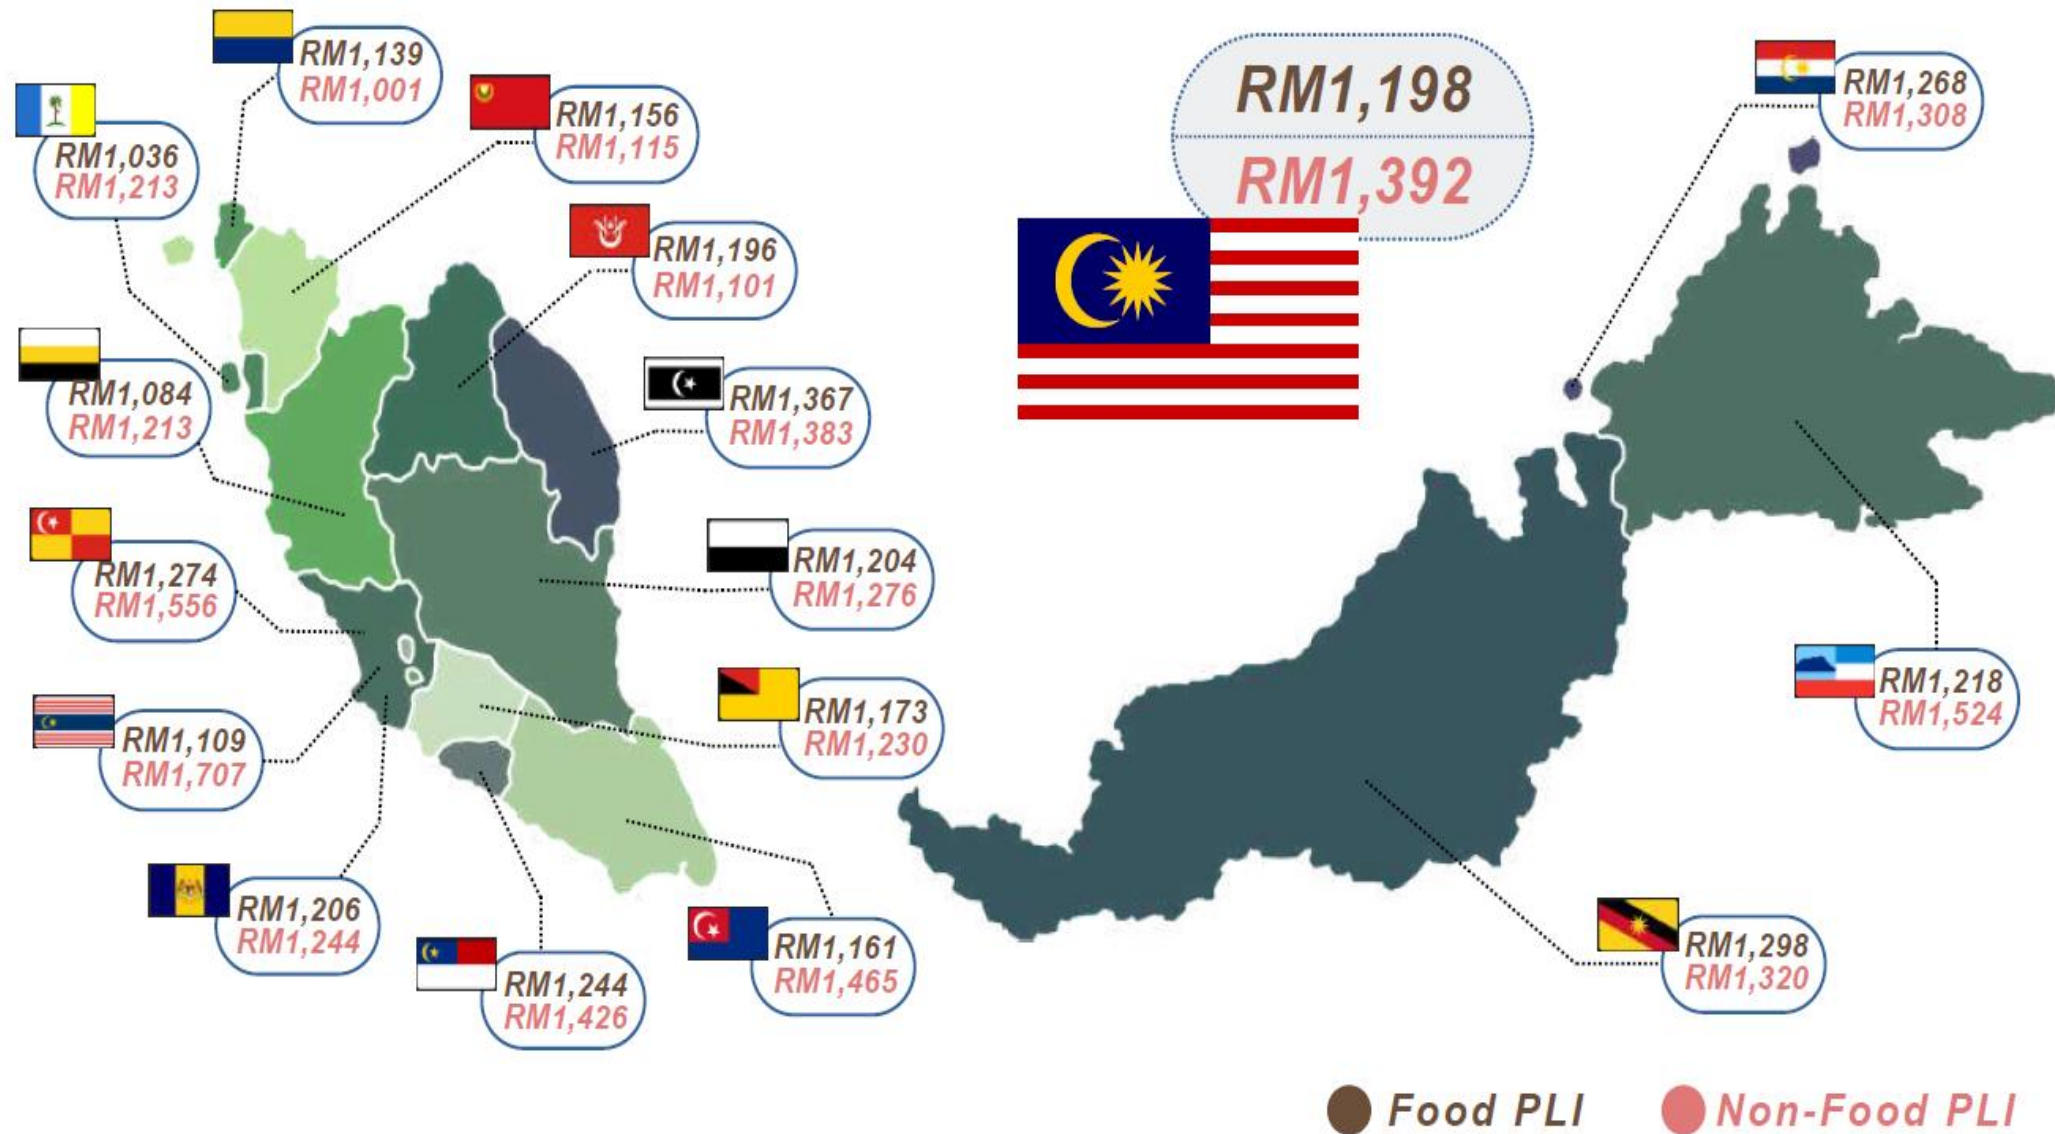 RM1,139
RM1,001
RM1,156
RM1,115
RM1,036
RM1,213
RM1,196
RM1,101
RM1,084
RM1,213
RM1,367
RM1,383
RM1,274
RM1,556
RM1,204
RM1,276
RM1,109
RM1,707
RM1,173
RM1,230
RM1,206
RM1,244
RM1,244
RM1,426
RM1,161
RM1,465
RM1,198
RM1,392
RM1,268
RM1,308
RM1,218
RM1,524
RM1,298
RM1,320
Food PLI
Non-Food PLI